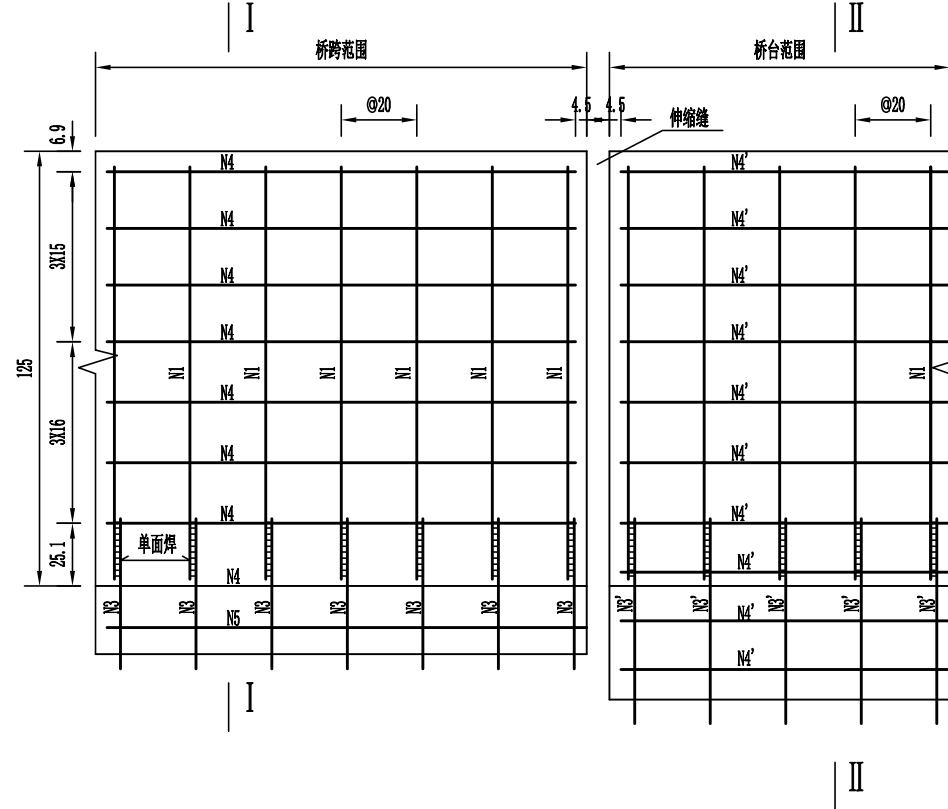 I II
桥跨范围 桥台范围
@20 4.5 4.5 @20
伸缩缝
6.9
N4 N4'
N4 N4'
3X15
N4 N4'
N4 N4'
125
N1 N1 N1 N1 N1 N1 N1
N4 N4'
3X16
N4 N4'
N4 N4'
25.1
单面焊
N4 N4'
N3 N3 N3 N3 N3 N3 N3 N3' N3' N3' N3' N3'
N5 N4'
N4'
I
II